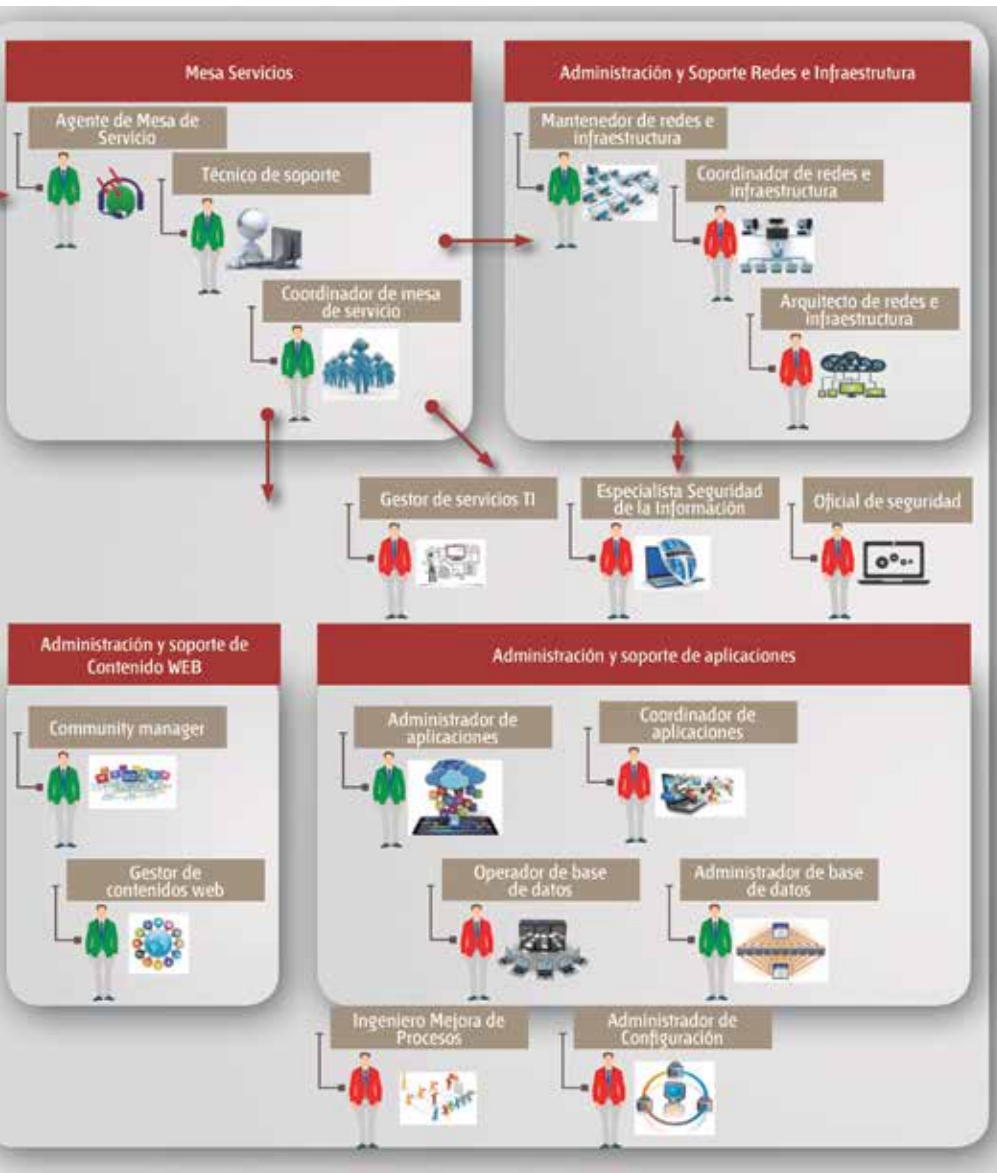 Mesa Servicios
Agente de Mesa de
Servicio
Técnico de soporte
Coordinador de mesa
de servicio
Administración y Soporte Redes e Infraestrutura
Mantenedor de redes e
infraestructura
Coordinador de redes e
infraestructura
Arquitecto de redes e
infraestructura
Gestor de servicios TI
Especialista Seguridad
de la Información
Oficial de seguridad
Administración y soporte de
Contenido WEB
Community manager
Gestor de
contenidos web
Administración y soporte de aplicaciones
Administrador de
aplicaciones
Coordinador de
aplicaciones
Operador de base
de datos
Administrador de base
de datos
Ingeniero Mejora de
Procesos
Administrador de
Configuración